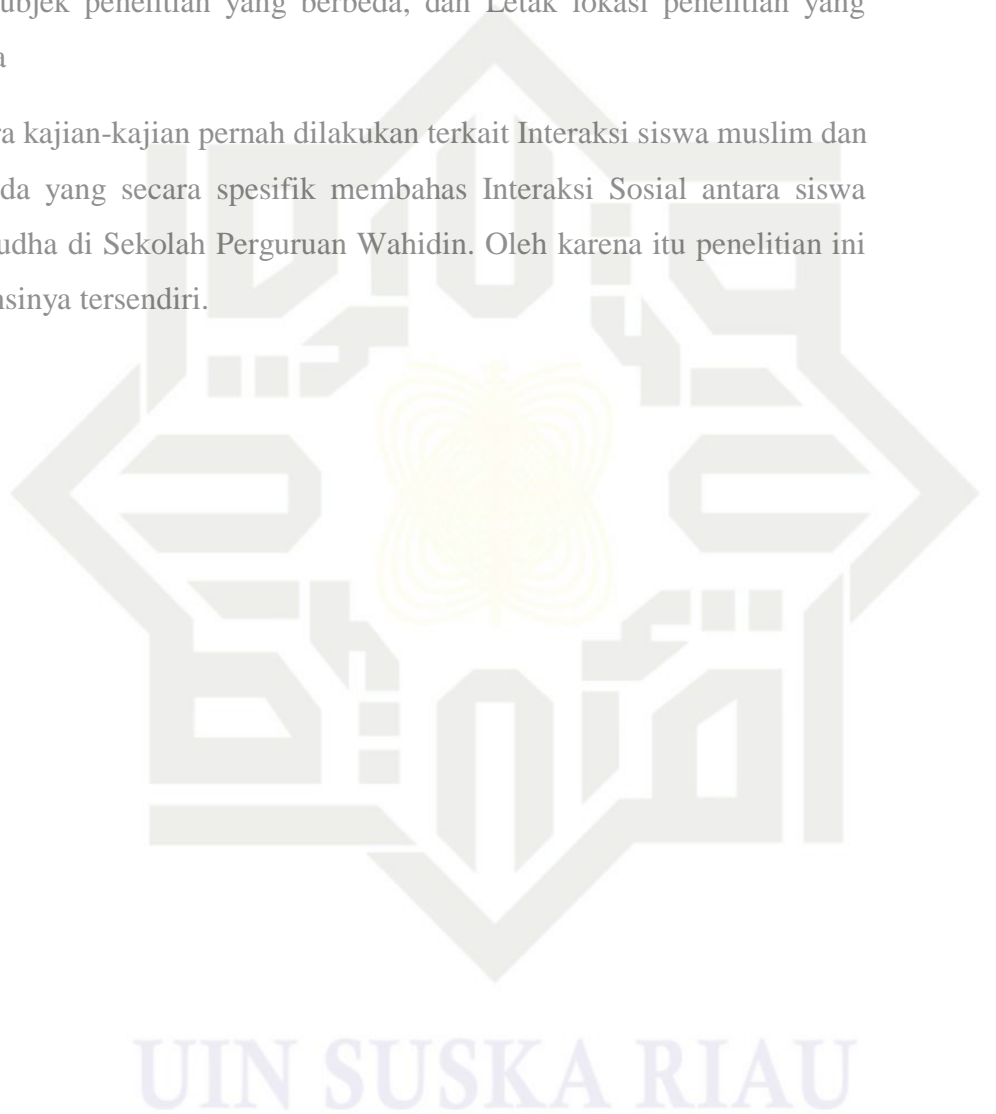 ubjek penelitian yang berbeda, dan Letak lokasi penelitian yang
a
ra kajian-kajian pernah dilakukan terkait Interaksi siswa muslim dan
da yang secara spesifik membahas Interaksi Sosial antara siswa
udha di Sekolah Perguruan Wahidin. Oleh karena itu penelitian ini
nsinya tersendiri.
UIN SUSKA RIAU